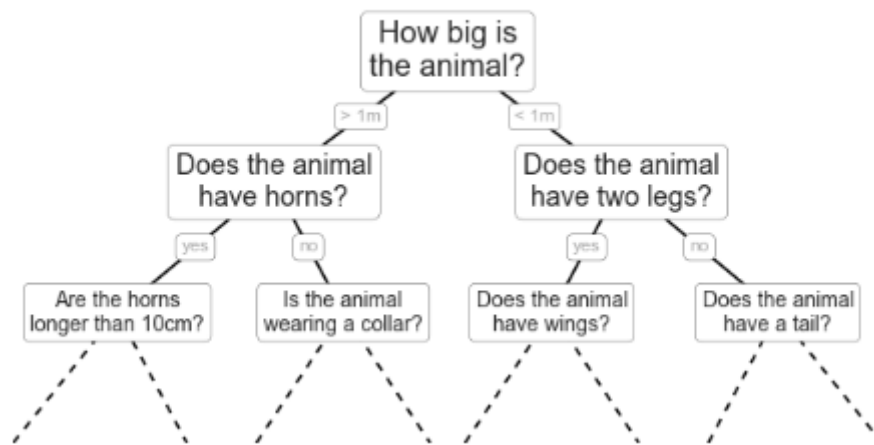 How big is
the animal?
> 1m
< 1m
Does the animal
have horns?
Does the animal
have two legs?
yes
no
yes
no
Are the horns
longer than 10cm?
Is the animal
wearing a collar?
Does the animal
have wings?
Does the animal
have a tail?